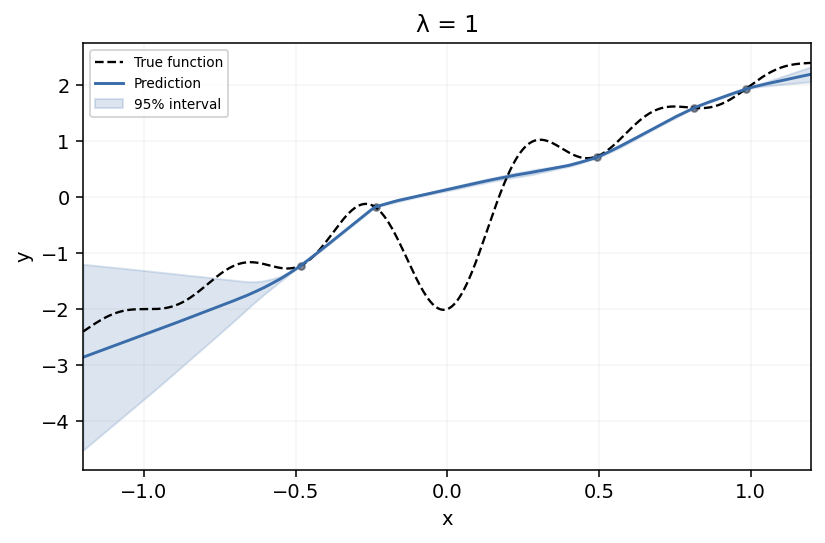 λ = 1
True function
Prediction
95% interval
2
1
0
−1
−2
−3
−4
y
−1.0 −0.5 0.0 0.5 1.0
x